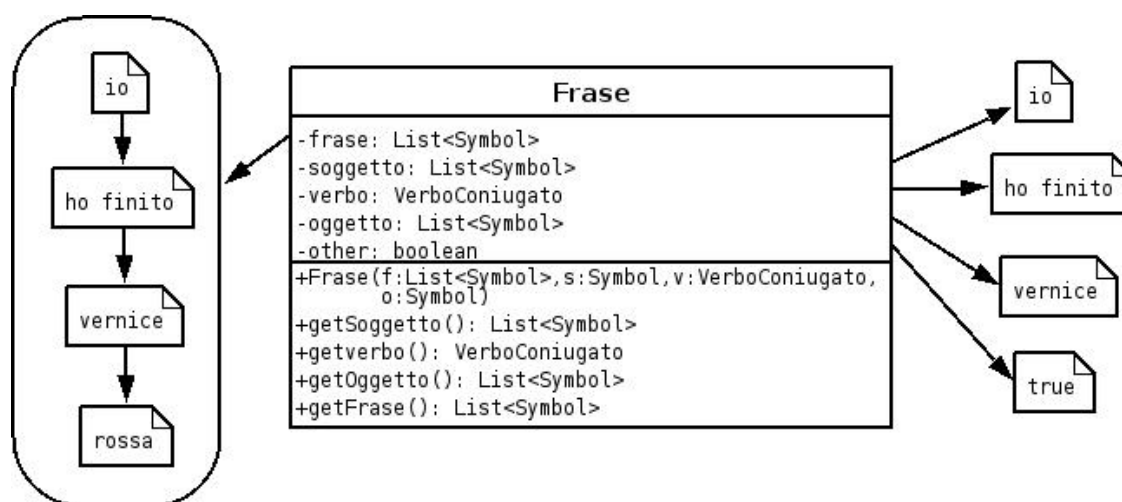 io
ho finito
vernice
rossa
Frase
-frase: List<Symbol>
-soggetto: List<Symbol>
-verbo: VerboConiugato
-oggetto: List<Symbol>
-other: boolean
+Frase(f:List<Symbol>,s:Symbol,v:VerboConiugato,
o:Symbol)
+getSoggetto(): List<Symbol>
+getverbo(): VerboConiugato
+getOggetto(): List<Symbol>
+getFrase(): List<Symbol>
io
ho finito
vernice
true